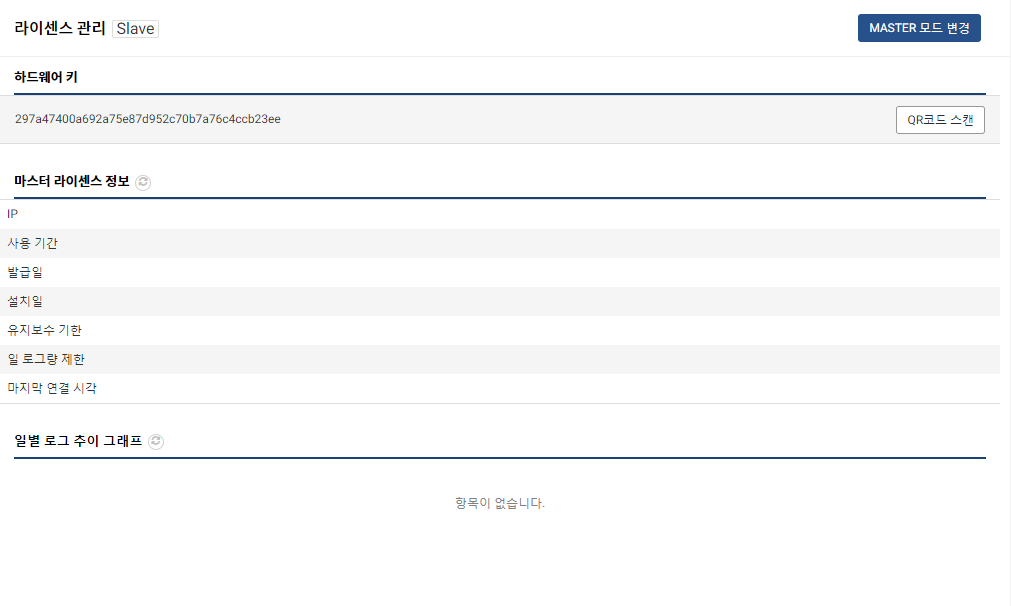 라이센스 관리 Slave
MASTER 모드 변경
하드웨어 키
297a47400a692a75e87d952c70b7a76c4ccb23ee
QR코드 스캔
마스터 라이센스 정보
IP
사용 기간
발급일
설치일
유지보수 기한
일 로그량 제한
마지막 연결 시각
일별 로그 추이 그래프
항목이 없습니다.